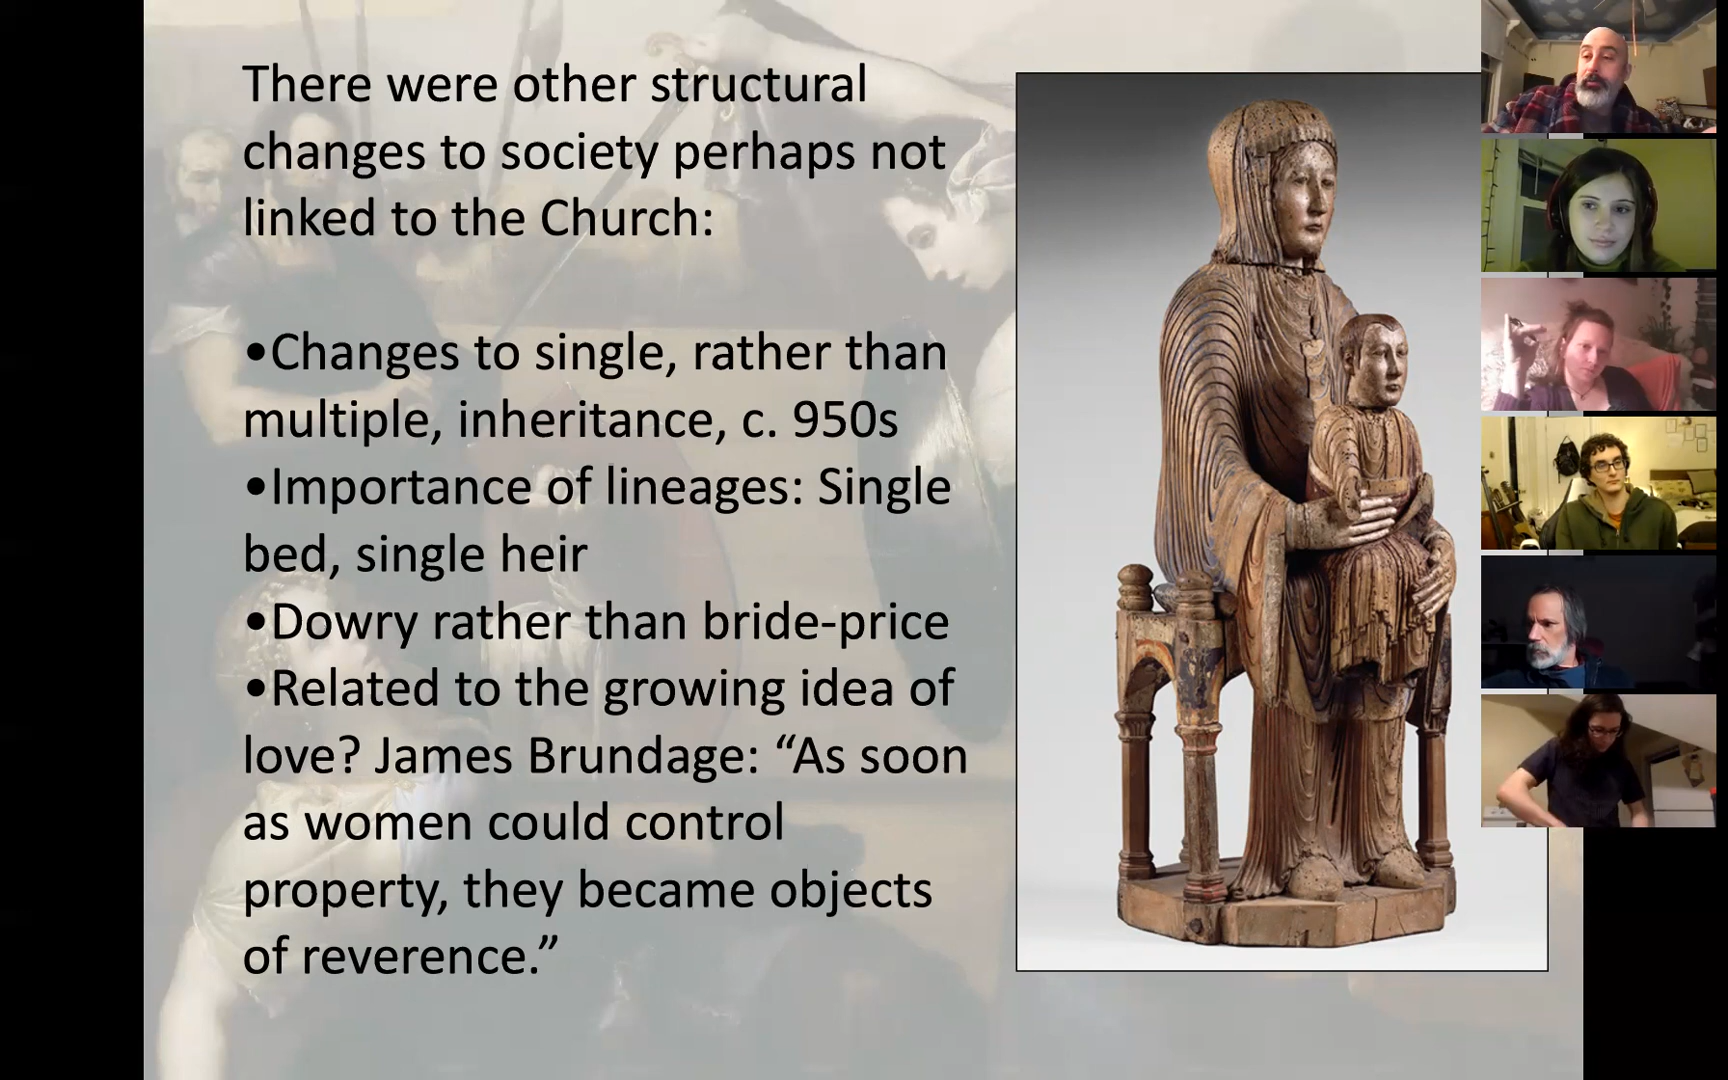 There were other structural
changes to society perhaps not
linked to the Church:
•Changes to single, rather than
multiple, inheritance, c. 950s
•Importance of lineages: Single
bed, single heir
•Dowry rather than bride-price
•Related to the growing idea of
love? James Brundage: “As soon
as women could control
property, they became objects
of reverence.”